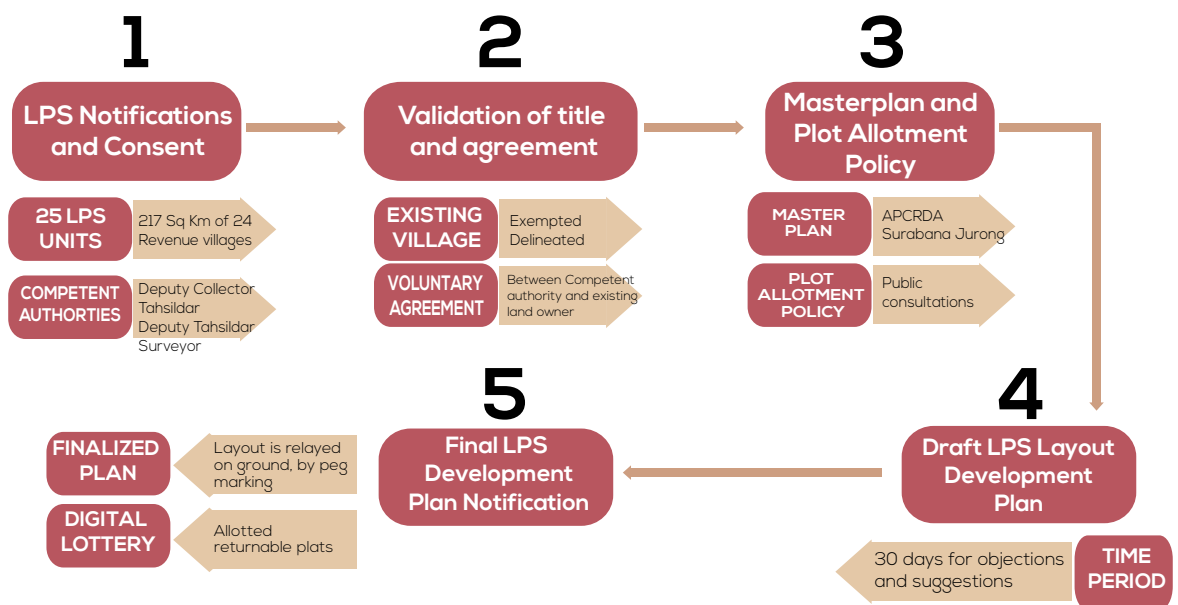 1
LPS Notifications
and Consent
25 LPS
UNITS
217 Sq Km of 24
Revenue villages
COMPETENT
AUTHORTIES
Deputy Collector
Tahsildar
Deputy Tahsildar
Surveyor
2
Validation of title
and agreement
EXISTING
VILLAGE
Exempted
Delineated
VOLUNTARY
AGREEMENT
Between Competent
authority and existing
land owner
3
Masterplan and
Plot Allotment
Policy
MASTER
PLAN
APCRDA
Surabana Jurong
PLOT
ALLOTMENT
POLICY
Public
consultations
4
Draft LPS Layout
Development
Plan
30 days for objections
and suggestions
TIME
PERIOD
5
Final LPS
Development
Plan Notification
FINALIZED
PLAN
Layout is relayed
on ground, by peg
marking
DIGITAL
LOTTERY
Allotted
returnable plats